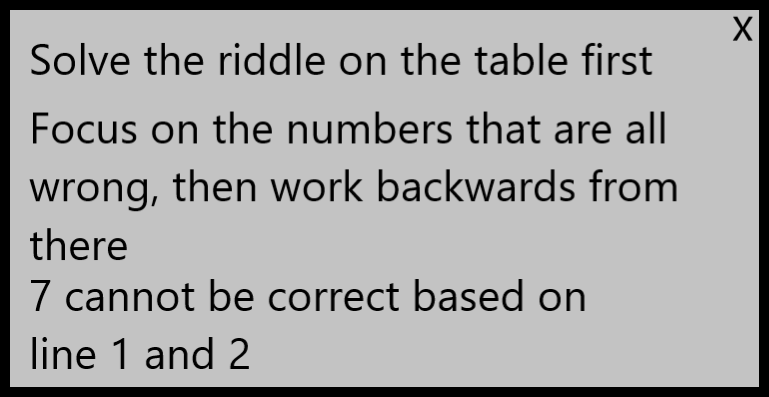 X
Solve the riddle on the table first
Focus on the numbers that are all
wrong, then work backwards from
there
7 cannot be correct based on
line 1 and 2